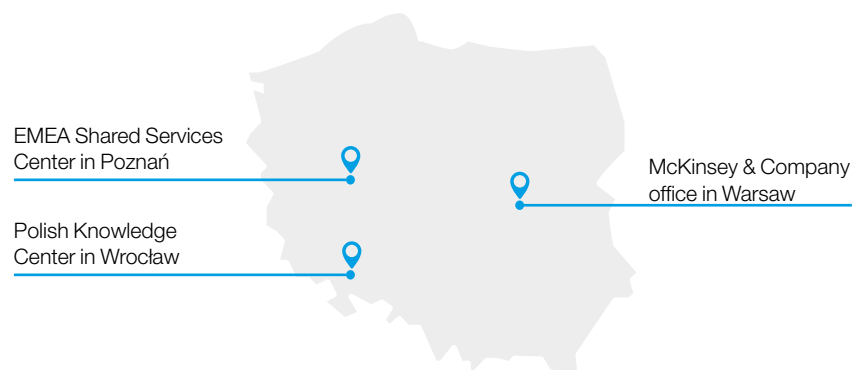 EMEA Shared Services
Center in Poznań
McKinsey & Company
office in Warsaw
Polish Knowledge
Center in Wrocław